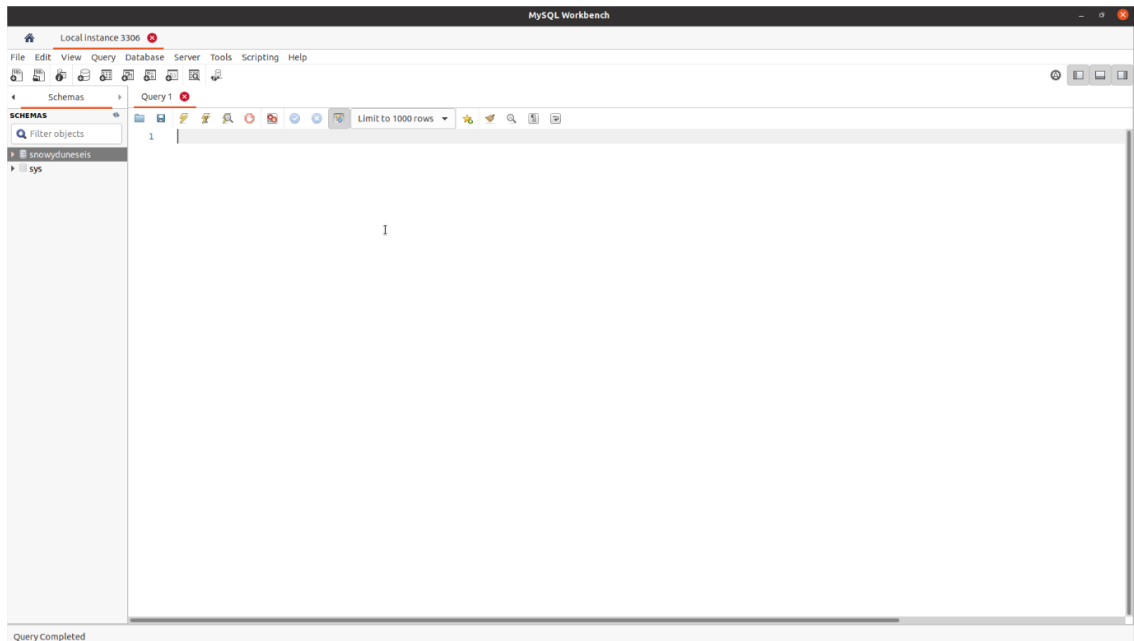 MySQL Workbench
Local instance 3306
File Edit View Query Database Server Tools Scripting Help
Schemas
Query 1
SCHEMAS
Limit to 1000 rows
Filter objects
1
snowyduneseis
sys
Query Completed